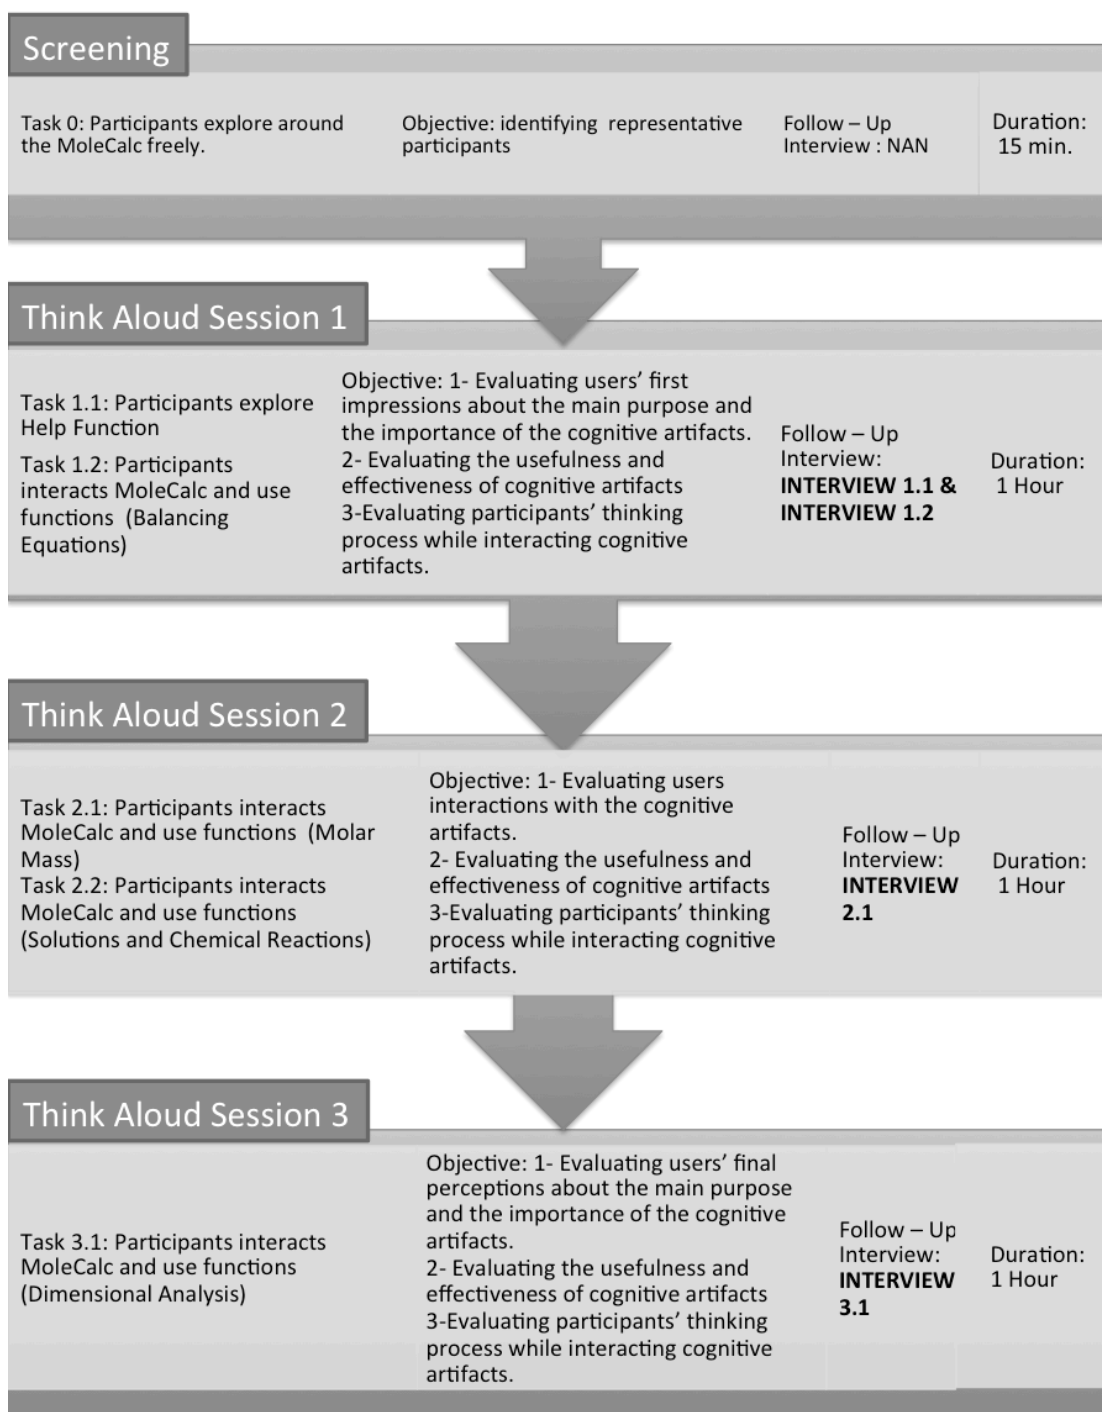 Screening
Task 0: Participants explore around
the MoleCalc freely.
Objective: identifying representative
participants
Follow – Up
Interview : NAN
Duration:
15 min.
Think Aloud Session 1
Task 1.1: Participants explore
Help Function
Task 1.2: Participants
interacts MoleCalc and use
functions (Balancing
Equations)
Objective: 1- Evaluating users’ first
impressions about the main purpose and
the importance of the cognitive artifacts.
2- Evaluating the usefulness and
effectiveness of cognitive artifacts
3-Evaluating participants’ thinking
process while interacting cognitive
artifacts.
Follow – Up
Interview:
INTERVIEW 1.1 &
INTERVIEW 1.2
Duration:
1 Hour
Think Aloud Session 2
Task 2.1: Participants interacts
MoleCalc and use functions (Molar
Mass)
Task 2.2: Participants interacts
MoleCalc and use functions
(Solutions and Chemical Reactions)
Objective: 1- Evaluating users
interactions with the cognitive
artifacts.
2- Evaluating the usefulness and
effectiveness of cognitive artifacts
3-Evaluating participants’ thinking
process while interacting cognitive
artifacts.
Follow – Up
Interview:
INTERVIEW
2.1
Duration:
1 Hour
Think Aloud Session 3
Task 3.1: Participants interacts
MoleCalc and use functions
(Dimensional Analysis)
Objective: 1- Evaluating users’ final
perceptions about the main purpose
and the importance of the cognitive
artifacts.
2- Evaluating the usefulness and
effectiveness of cognitive artifacts
3-Evaluating participants’ thinking
process while interacting cognitive
artifacts.
Follow – Up
Interview:
INTERVIEW
3.1
Duration:
1 Hour